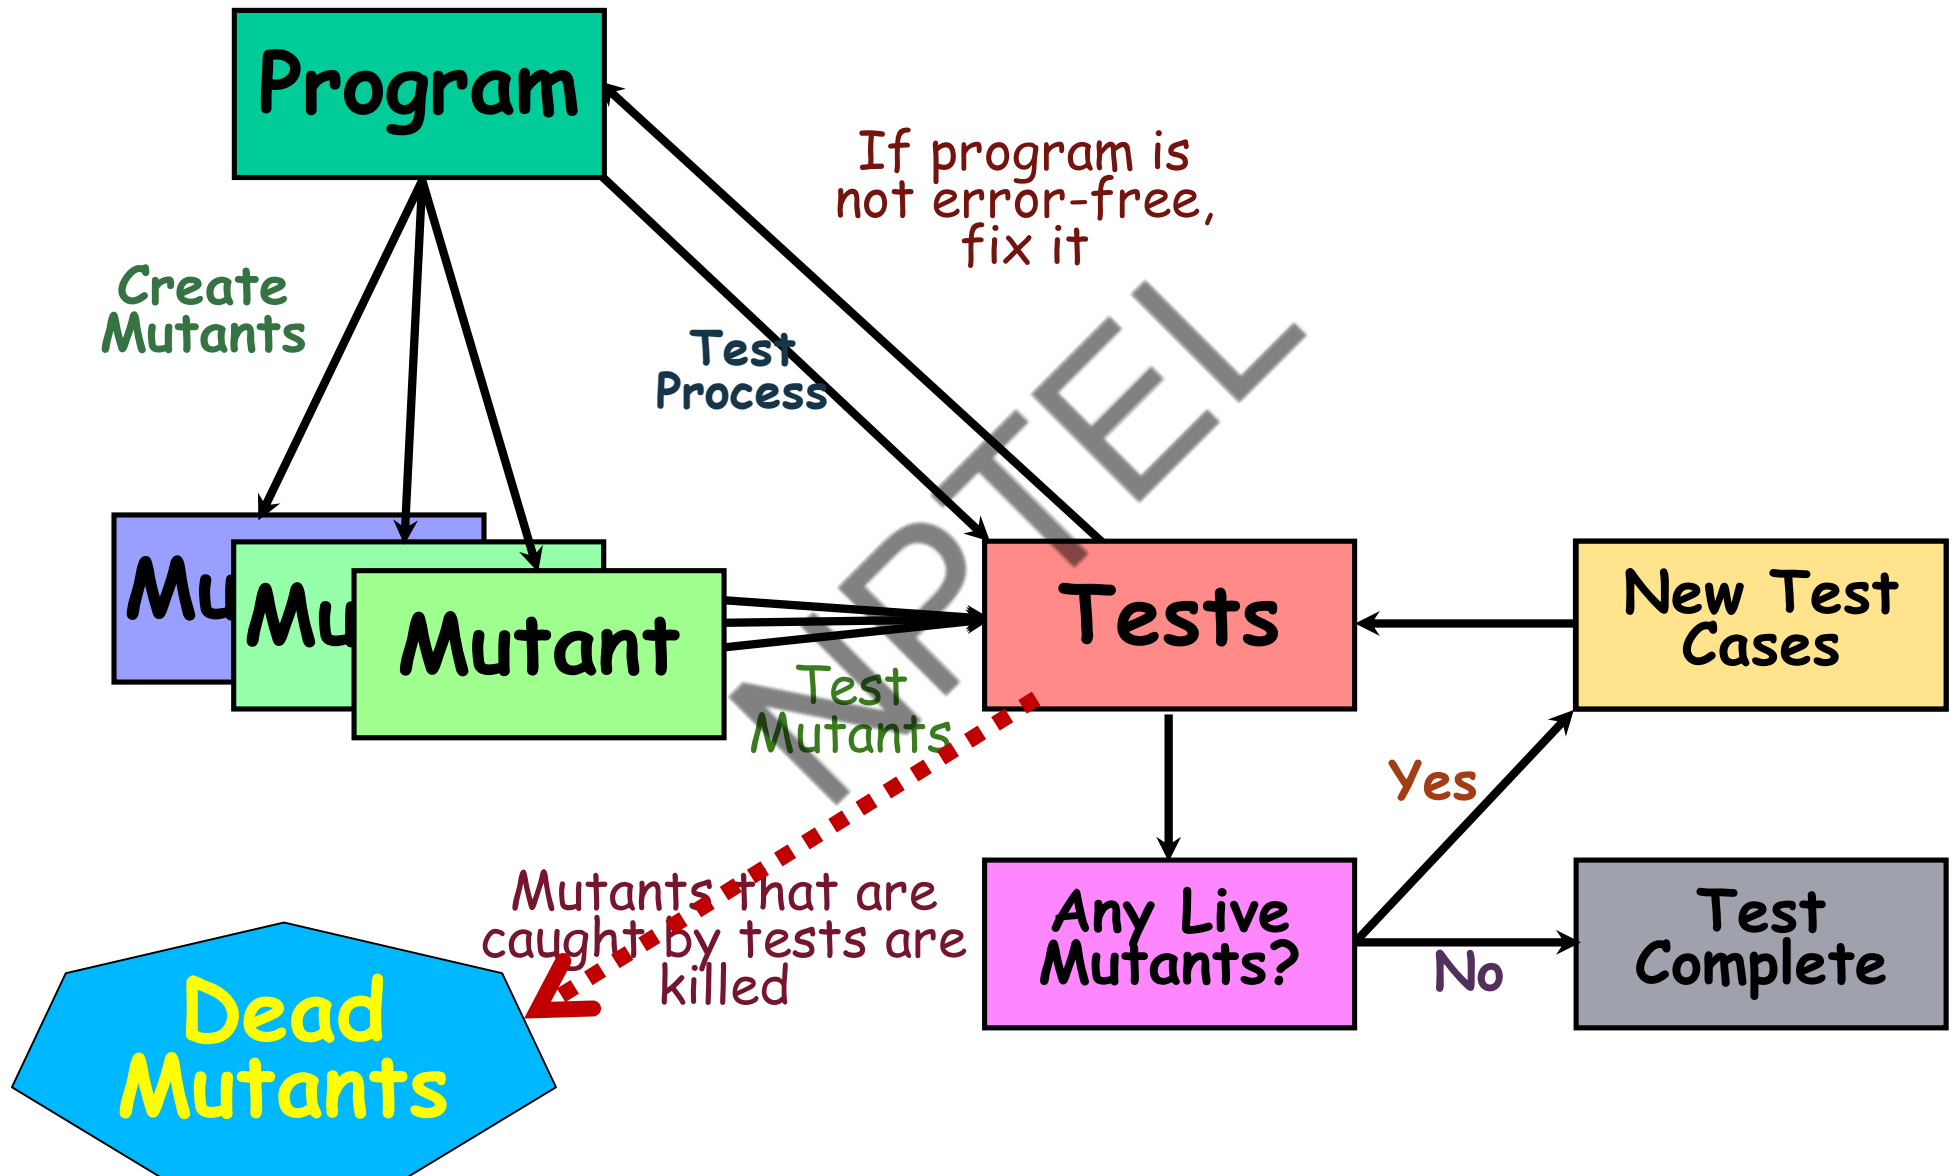 Program
If program is
not error-free,
fix it
Create
Mutants
Test
Process
Mu
Mu
Mutant
Tests
New Test
Cases
Test
Mutants
NPTEL
Yes
Mutants that are
caught by tests are
killed
Any Live
Mutants?
No
Test
Complete
Dead
Mutants